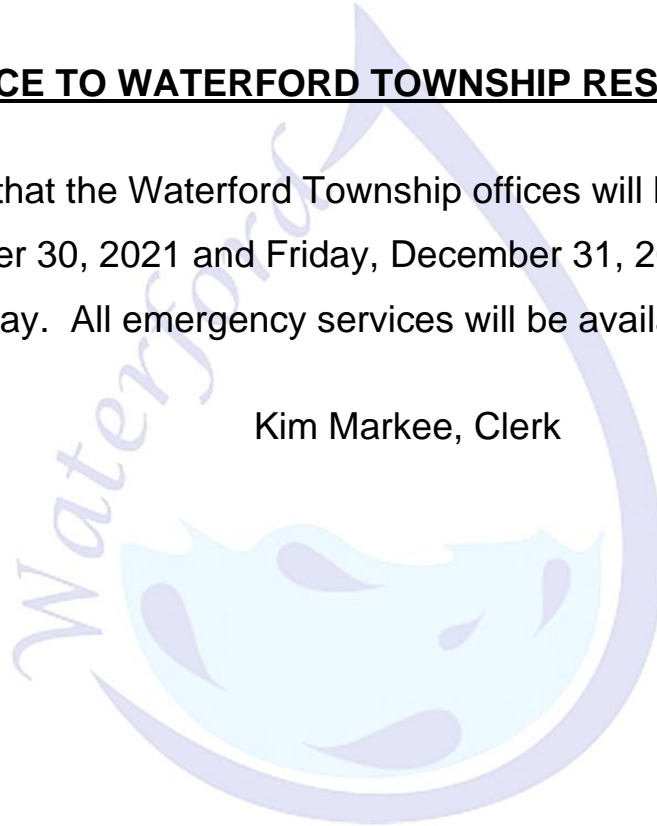 CE TO WATERFORD TOWNSHIP RES
that the Waterford Township offices will
er 30, 2021 and Friday, December 31, 2
ay. All emergency services will be avail
Kim Markee, Clerk
Waterford